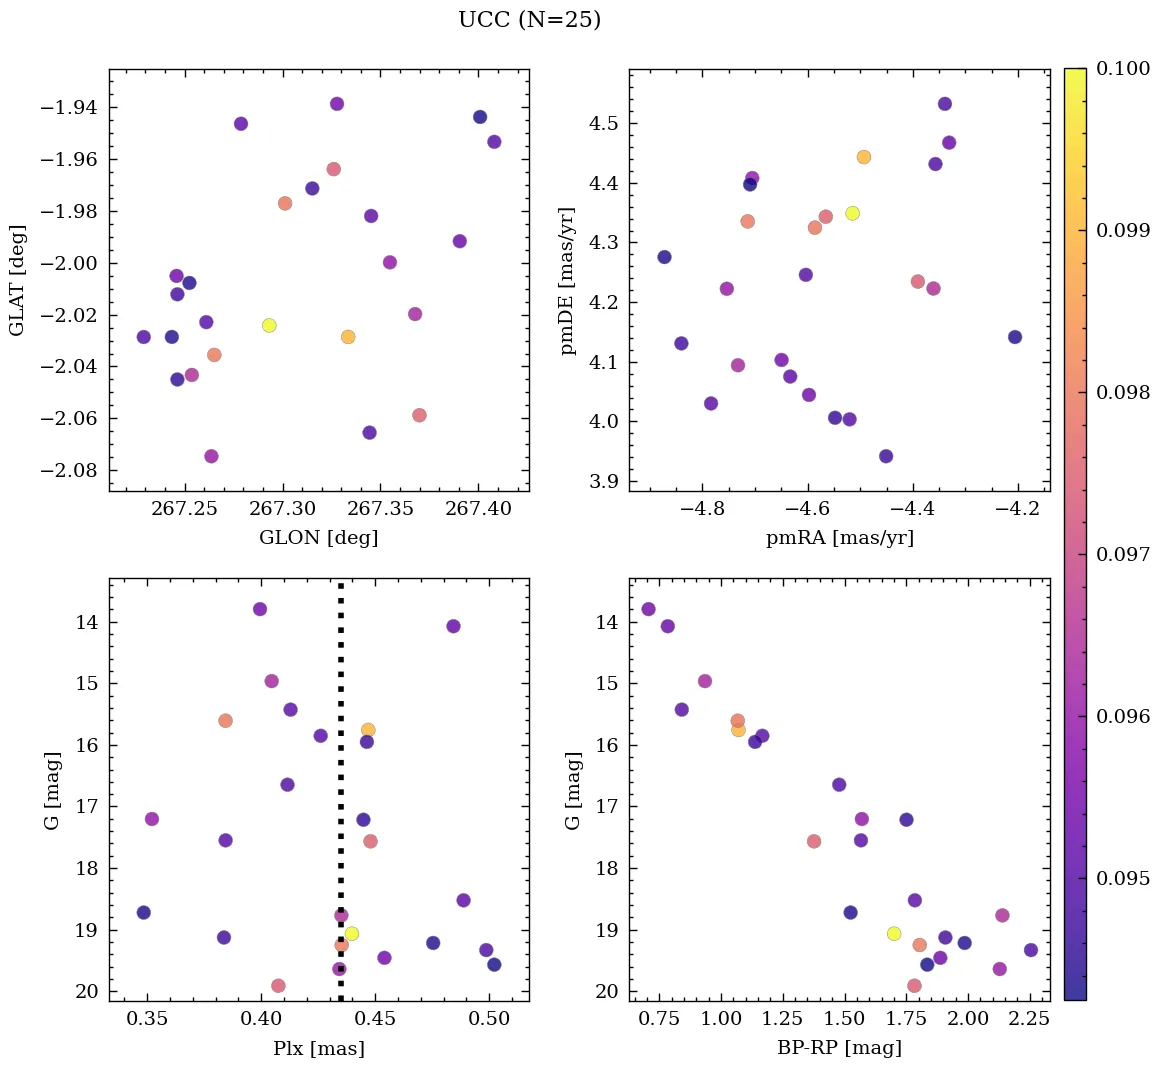 UCC (N=25)
−1.94
−1.96
−1.98
−2.00
−2.02
−2.04
−2.06
−2.08
GLAT [deg]
267.25 267.30 267.35 267.40
GLON [deg]
4.5
4.4
4.3
4.2
4.1
4.0
3.9
pmDE [mas/yr]
−4.8 −4.6 −4.4 −4.2
pmRA [mas/yr]
14
15
16
17
18
19
20
G [mag]
0.35 0.40 0.45 0.50
Plx [mas]
14
15
16
17
18
19
20
G [mag]
0.75 1.00 1.25 1.50 1.75 2.00 2.25
BP-RP [mag]
0.100
0.099
0.098
0.097
0.096
0.095